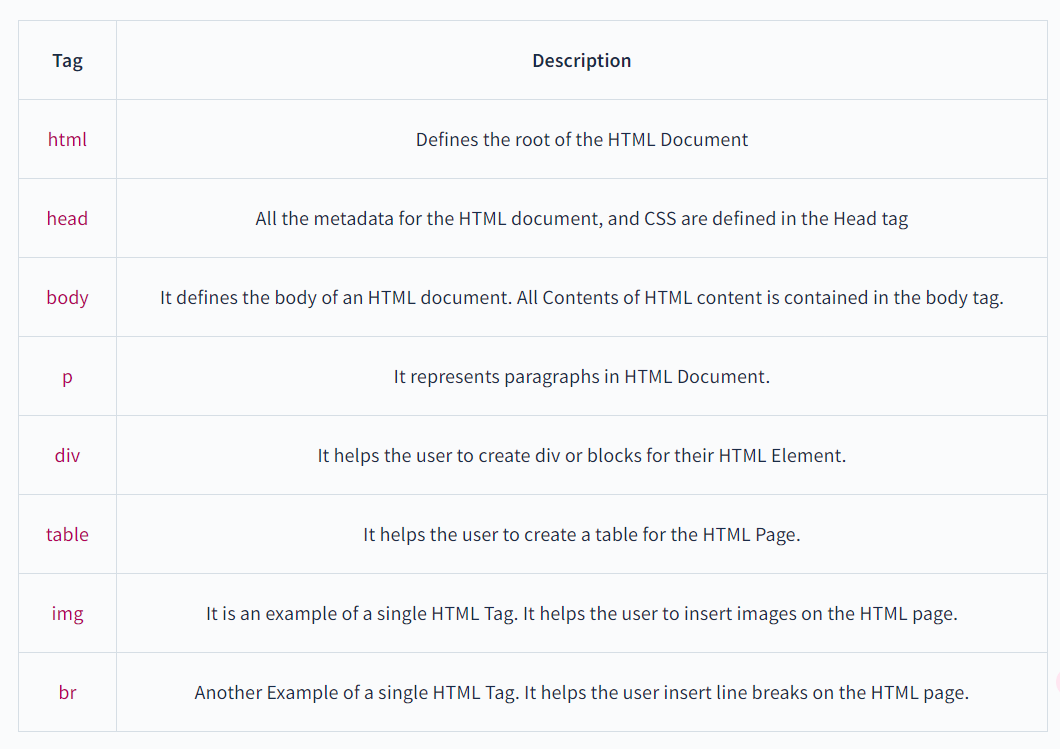 Tag Description
html Defines the root of the HTML Document
head All the metadata for the HTML document, and CSS are defined in the Head tag
body It defines the body of an HTML document. All Contents of HTML content is contained in the body tag.
p It represents paragraphs in HTML Document.
div It helps the user to create div or blocks for their HTML Element.
table It helps the user to create a table for the HTML Page.
img It is an example of a single HTML Tag. It helps the user to insert images on the HTML page.
br Another Example of a single HTML Tag. It helps the user insert line breaks on the HTML page.